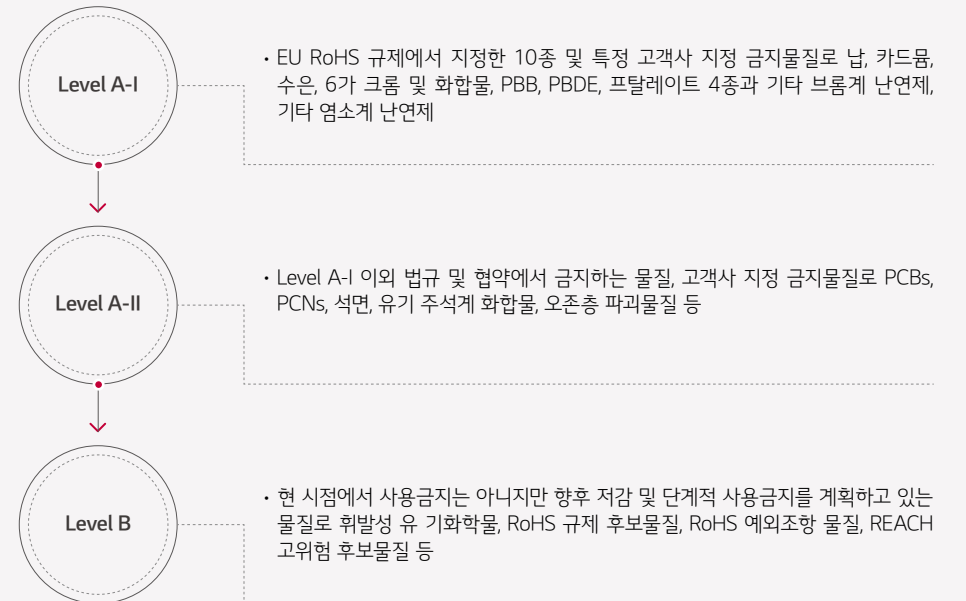 Level A-I
• EU RoHS 규제에서 지정한 10종 및 특정 고객사 지정 금지물질로 납, 카드뮴,
수은, 6가 크롬 및 화합물, PBB, PBDE, 프탈레이트 4종과 기타 브롬계 난연제,
기타 염소계 난연제
Level A-II
• Level A-I 이외 법규 및 협약에서 금지하는 물질, 고객사 지정 금지물질로 PCBs,
PCNs, 석면, 유기 주석계 화합물, 오존층 파괴물질 등
Level B
• 현 시점에서 사용금지는 아니지만 향후 저감 및 단계적 사용금지를 계획하고 있는
물질로 휘발성 유 기화학물, RoHS 규제 후보물질, RoHS 예외조항 물질, REACH
고위험 후보물질 등